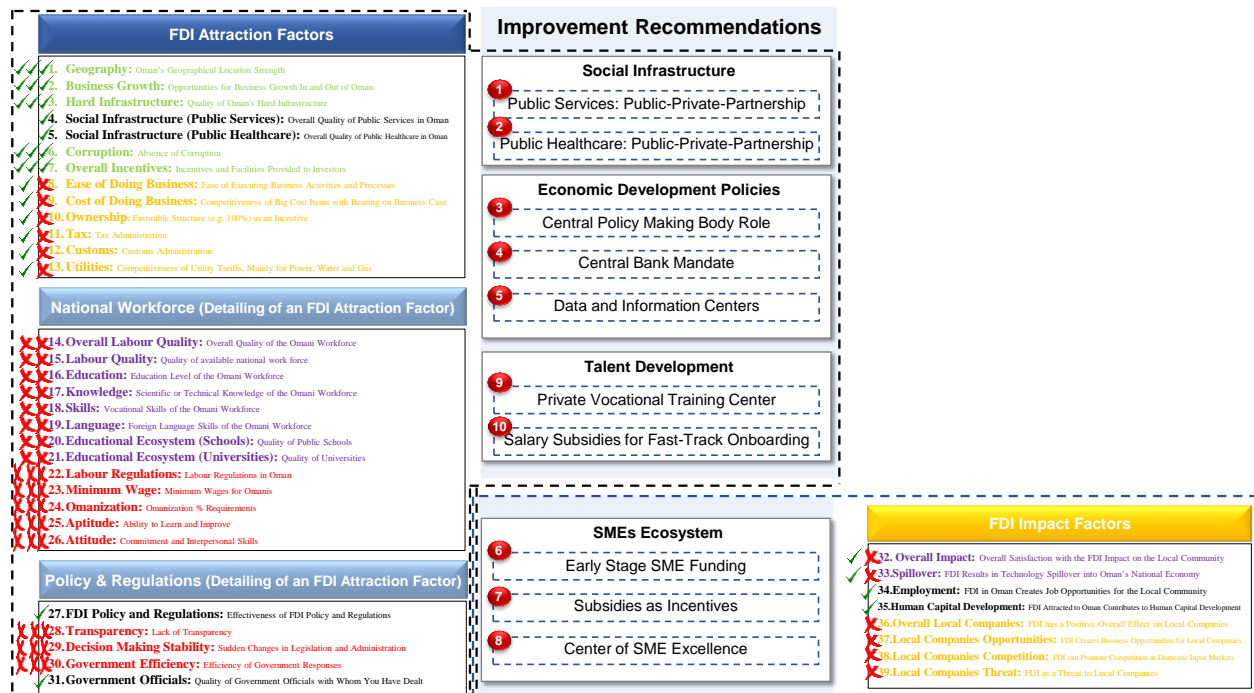 FDI Attraction Factors
1. Geography: Oman's Geographical Location Strength
2. Business Growth: Opportunities for Business Growth In and Out of Oman
3. Hard Infrastructure: Quality of Oman's Hard Infrastructure
4. Social Infrastructure (Public Services): Overall Quality of Public Services in Oman
5. Social Infrastructure (Public Healthcare): Overall Quality of Public Healthcare in Oman
6. Corruption: Absence of Corruption
7. Overall Incentives: Incentives and Facilities Provided to Investors
8. Ease of Doing Business: Ease of Executing Business Activities and Processes
9. Cost of Doing Business: Competitiveness of Big Cost Items with Bearing on Business Case
10. Ownership: Favorable Structure (e.g. 100%) as an Incentive
11. Tax: Tax Administration
12. Customs: Customs Administration
13. Utilities: Competitiveness of Utility Tariffs, Mainly for Power, Water and Gas
National Workforce (Detailing of an FDI Attraction Factor)
14. Overall Labour Quality: Overall Quality of the Omani Workforce
15. Labour Quality: Quality of available national work force
16. Education: Education Level of the Omani Workforce
17. Knowledge: Scientific or Technical Knowledge of the Omani Workforce
18. Skills: Vocational Skills of the Omani Workforce
19. Language: Foreign Language Skills of the Omani Workforce
20. Educational Ecosystem (Schools): Quality of Public Schools
21. Educational Ecosystem (Universities): Quality of Universities
22. Labour Regulations: Labour Regulations in Oman
23. Minimum Wage: Minimum Wages for Omanis
24. Omanization: Omanization % Requirements
25. Aptitude: Ability to Learn and Improve
26. Attitude: Commitment and Interpersonal Skills
Policy & Regulations (Detailing of an FDI Attraction Factor)
27. FDI Policy and Regulations: Effectiveness of FDI Policy and Regulations
28. Transparency: Lack of Transparency
29. Decision Making Stability: Sudden Changes in Legislation and Administration
30. Government Efficiency: Efficiency of Government Responses
31. Government Officials: Quality of Government Officials with Whom You Have Dealt
Improvement Recommendations
Social Infrastructure
1
Public Services: Public-Private-Partnership
2
Public Healthcare: Public-Private-Partnership
Economic Development Policies
3
Central Policy Making Body Role
4
Central Bank Mandate
5
Data and Information Centers
Talent Development
9
Private Vocational Training Center
10
Salary Subsidies for Fast-Track Onboarding
SMEs Ecosystem
6
Early Stage SME Funding
7
Subsidies as Incentives
8
Center of SME Excellence
FDI Impact Factors
32. Overall Impact: Overall Satisfaction with the FDI Impact on the Local Community
33. Spillover: FDI Results in Technology Spillover into Oman's National Economy
34. Employment: FDI in Oman Creates Job Opportunities for the Local Community
35. Human Capital Development: FDI Attracted to Oman Contributes to Human Capital Development
36. Overall Local Companies: FDI has a Positive Overall Effect on Local Companies
37. Local Companies Opportunities: FDI Creates Business Opportunities for Local Companies
38. Local Companies Competition: FDI can Promote Competition in Domestic Input Markets
39. Local Companies Threat: FDI as a Threat to Local Companies